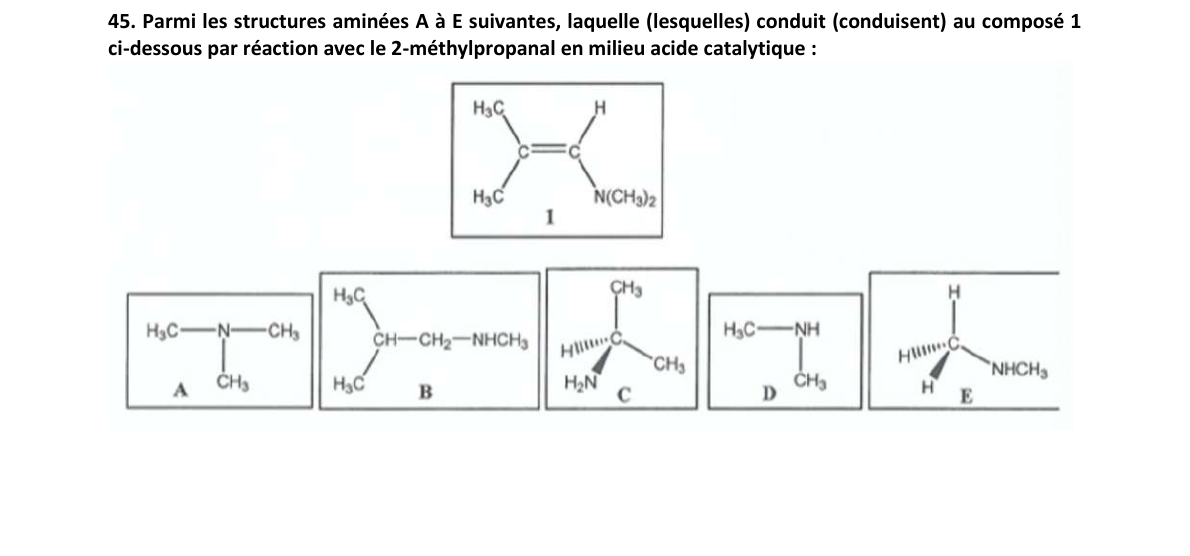 45. Parmi les structures aminées A à E suivantes, laquelle (lesquelles) conduit (conduisent) au composé 1
ci-dessous par réaction avec le 2-méthylpropanal en milieu acide catalytique :
H₃C H
C=C
H₃C N(CH₃)₂
1
H₃C—N—CH₃
CH₃
A
H₃C
CH—CH₂—NHCH₃
H₃C
B
CH₃
H C
CH₃
H₂N
C
H₃C—NH
CH₃
D
H
H C
NHCH₃
H
E